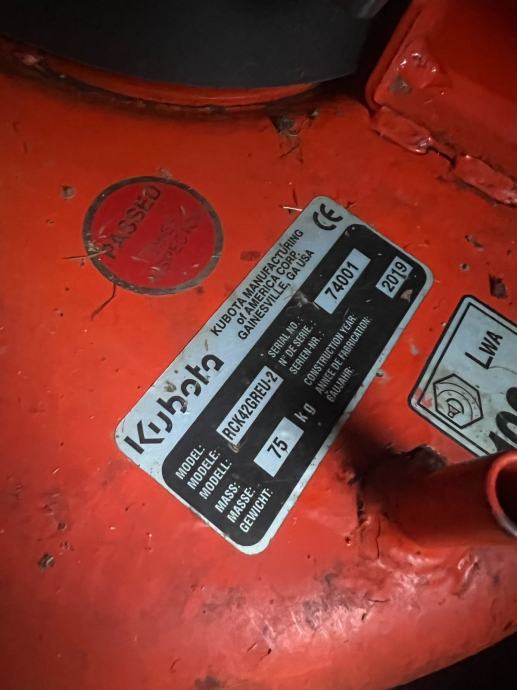 PASSED
KUBOTA MANUFACTURING
of AMERICA CORP.
GAINESVILLE, GA USA
CE
Kubota
MODEL:
MODELE:
MODELL:
RCK42GREU-2
SERIAL NO.:
N° DE SERIE:
SERIEN-NR.
74001
MASS:
MASSE:
GEWICHT:
75 kg
CONSTRUCTION YEAR:
ANNEE DE FABRICATION:
BAUJAHR:
2019
LWA